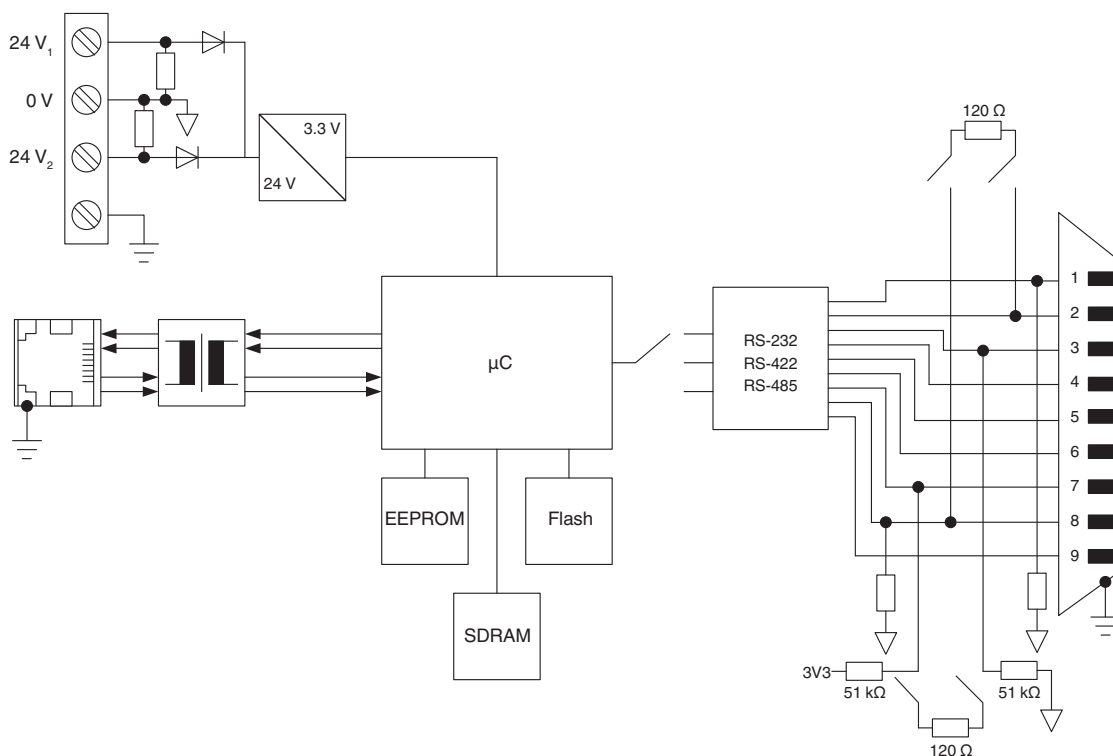 24 V1
0 V
24 V2
3.3 V
24 V
120 Ω
µC
RS-232
RS-422
RS-485
1
2
3
4
5
6
7
8
9
EEPROM
Flash
SDRAM
3V3
51 kΩ
51 kΩ
120 Ω